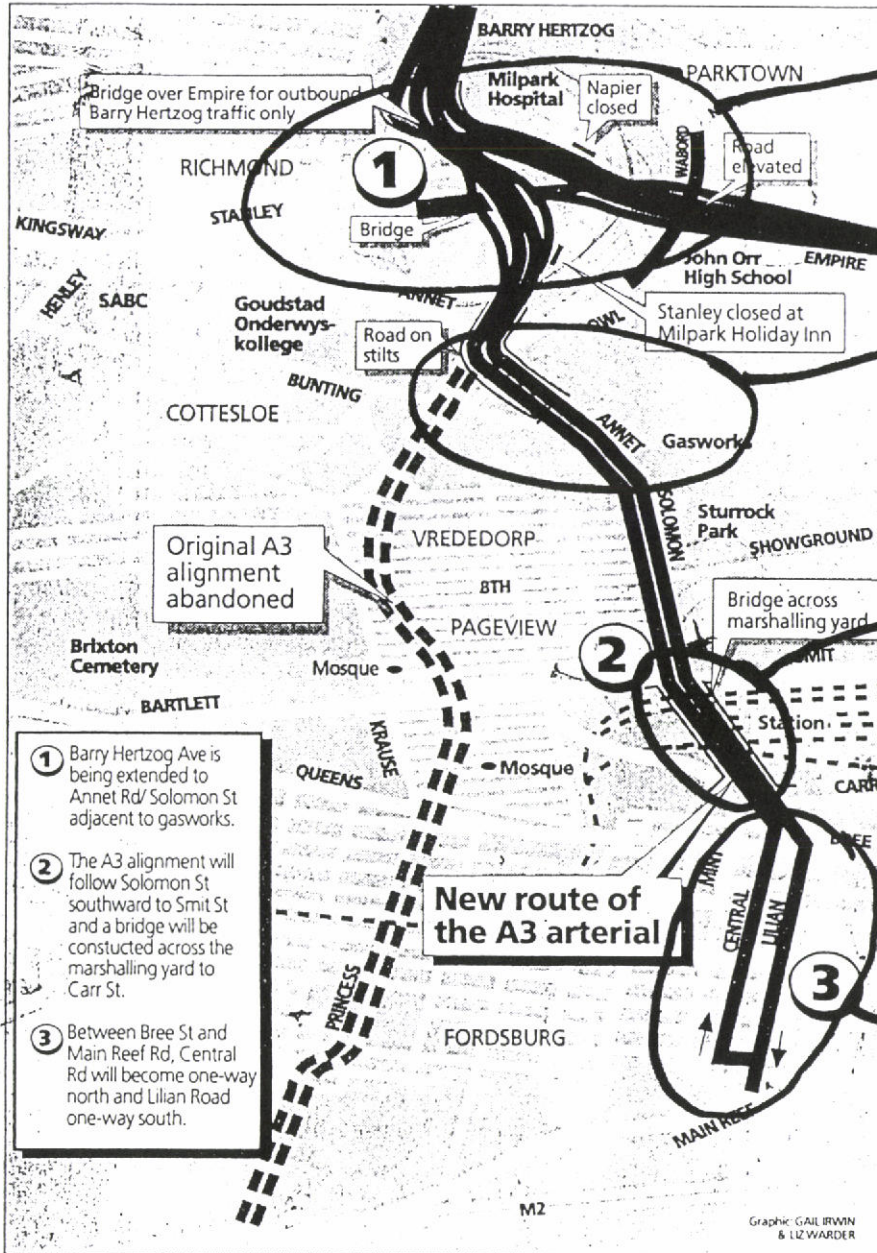 BARRY HERTZOG
Bridge over Empire for outbound
Barry Hertzog traffic only
Milpark
Hospital
Napier
closed
PARKTOWN
RICHMOND
1
WABORD
Road
elevated
KINGSWAY
STANLEY
Bridge
HENLEY
SABC
John Orr
High School
EMPIRE
Goudstad
Onderwys-
kollege
ANNET
OWL
Stanley closed at
Milpark Holiday Inn
Road on
stilts
BUNTING
COTTESLOE
ANNET
Gasworks
SOLOMON
Sturrock
Park
SHOWGROUND
Original A3
alignment
abandoned
VREDEDORP
8TH
PAGEVIEW
Bridge across
marshalling yard
Brixton
Cemetery
Mosque
2
SMIT
BARTLETT
Station
KRAUSE
QUEENS
Mosque
CARR
BREE
1 Barry Hertzog Ave is
being extended to
Annet Rd/ Solomon St
adjacent to gasworks.
2 The A3 alignment will
follow Solomon St
southward to Smit St
and a bridge will be
constucted across the
marshalling yard to
Carr St.
3 Between Bree St and
Main Reef Rd, Central
Rd will become one-way
north and Lilian Road
one-way south.
MINT
New route of
the A3 arterial
CENTRAL
LILIAN
3
PRINCESS
FORDSBURG
MAIN REEF
M2
Graphic: GAIL IRWIN
& LIZ WARDER